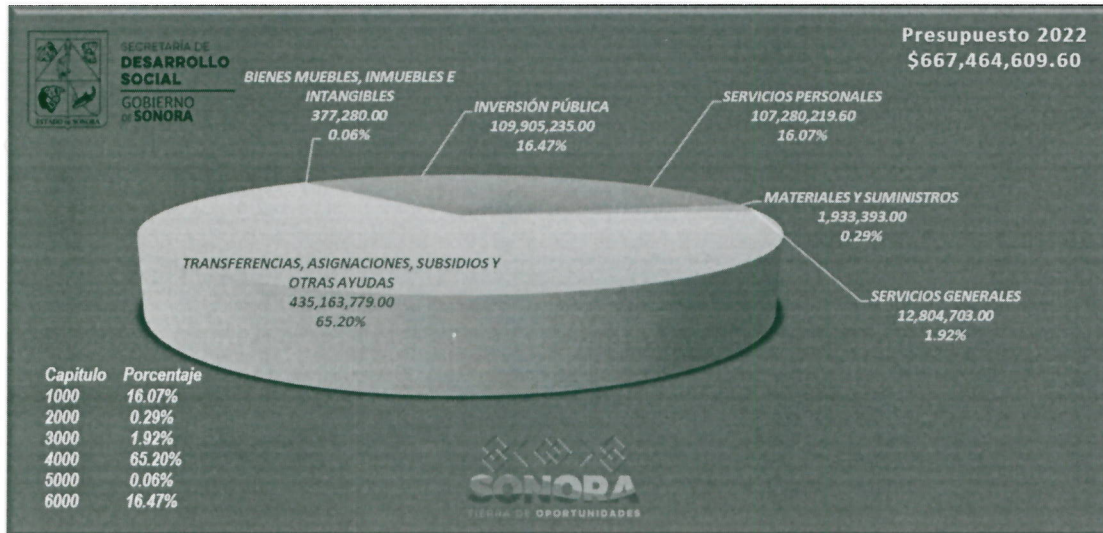 SECRETARÍA DE
DESARROLLO
SOCIAL
GOBIERNO
DE SONORA
ESTADO DE SONORA
Presupuesto 2022
$667,464,609.60
BIENES MUEBLES, INMUEBLES E
INTANGIBLES
377,280.00
0.06%
INVERSIÓN PÚBLICA
109,905,235.00
16.47%
SERVICIOS PERSONALES
107,280,219.60
16.07%
MATERIALES Y SUMINISTROS
1,933,393.00
0.29%
SERVICIOS GENERALES
12,804,703.00
1.92%
TRANSFERENCIAS, ASIGNACIONES, SUBSIDIOS Y
OTRAS AYUDAS
435,163,779.00
65.20%
Capitulo Porcentaje
1000 16.07%
2000 0.29%
3000 1.92%
4000 65.20%
5000 0.06%
6000 16.47%
SONORA
TIERRA DE OPORTUNIDADES